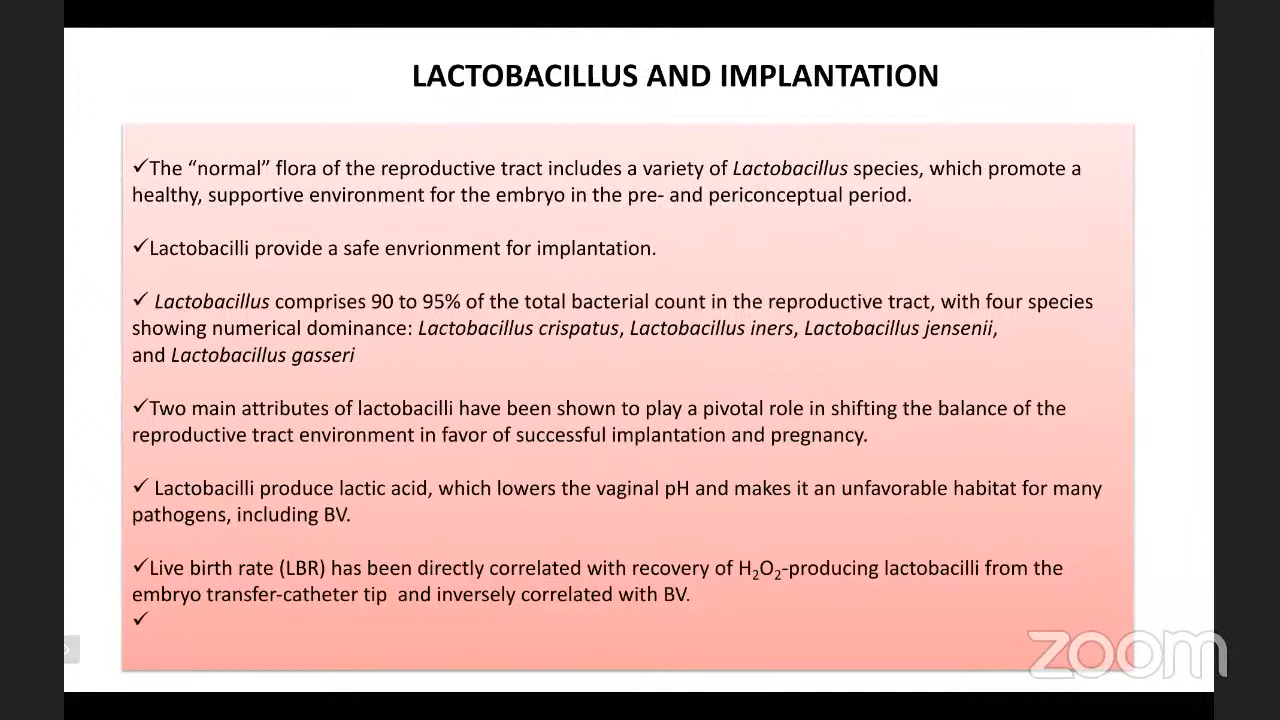 LACTOBACILLUS AND IMPLANTATION
✓The “normal” flora of the reproductive tract includes a variety of Lactobacillus species, which promote a
healthy, supportive environment for the embryo in the pre- and periconceptual period.
✓Lactobacilli provide a safe envrionment for implantation.
✓ Lactobacillus comprises 90 to 95% of the total bacterial count in the reproductive tract, with four species
showing numerical dominance: Lactobacillus crispatus, Lactobacillus iners, Lactobacillus jensenii,
and Lactobacillus gasseri
✓Two main attributes of lactobacilli have been shown to play a pivotal role in shifting the balance of the
reproductive tract environment in favor of successful implantation and pregnancy.
✓ Lactobacilli produce lactic acid, which lowers the vaginal pH and makes it an unfavorable habitat for many
pathogens, including BV.
✓Live birth rate (LBR) has been directly correlated with recovery of H₂O₂-producing lactobacilli from the
embryo transfer-catheter tip  and inversely correlated with BV.
✓
zoom